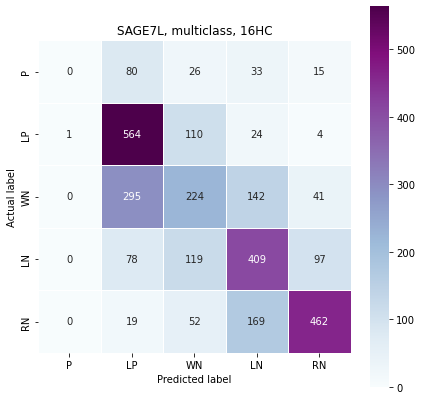 SAGE7L, multiclass, 16HC
P 0 80 26 33 15
LP 1 564 110 24 4
WN 0 295 224 142 41
LN 0 78 119 409 97
RN 0 19 52 169 462
P LP WN LN RN
Predicted label
Actual label
500
400
300
200
100
0